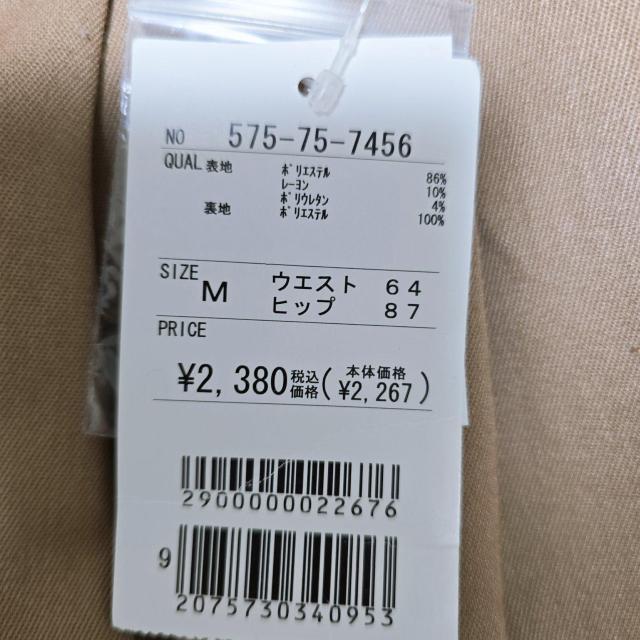 NO 575-75-7456
QUAL 表地 ﾎﾟﾘｴｽﾃﾙ 86%
ﾚｰﾖﾝ 10%
ﾎﾟﾘｳﾚﾀﾝ 4%
裏地 ﾎﾟﾘｴｽﾃﾙ 100%
SIZE M ウエスト 64
ヒップ 87
PRICE
¥2,380税込価格(本体価格 ¥2,267)
2900000022676
9
2075730340953